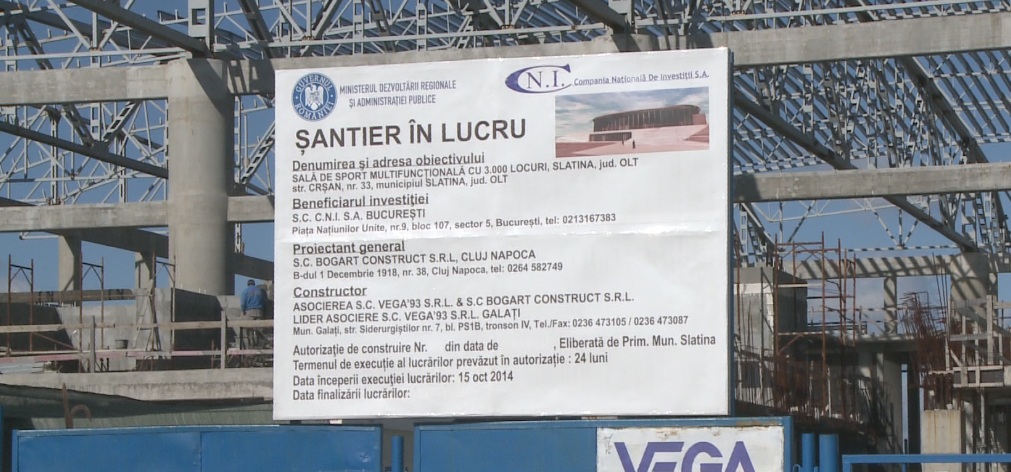 GUVERNUL ROMÂNIEI
MINISTERUL DEZVOLTĂRII REGIONALE
ȘI ADMINISTRAȚIEI PUBLICE
C.N.I. Compania Națională De Investiții S.A.
ȘANTIER ÎN LUCRU
Denumirea și adresa obiectivului
SALĂ DE SPORT MULTIFUNCȚIONALĂ CU 3.000 LOCURI, SLATINA, jud. OLT
str. CRȘAN, nr. 33, municipiul SLATINA, jud. OLT
Beneficiarul investiției
S.C. C.N.I. S.A. BUCUREȘTI
Piața Națiunilor Unite, nr.9, bloc 107, sector 5, București, tel: 0213167383
Proiectant general
S.C. BOGART CONSTRUCT S.R.L, CLUJ NAPOCA
B-dul 1 Decembrie 1918, nr. 38, Cluj Napoca, tel: 0264 582749
Constructor
ASOCIEREA S.C. VEGA'93 S.R.L. & S.C BOGART CONSTRUCT S.R.L.
LIDER ASOCIERE S.C. VEGA'93 S.R.L. GALAȚI
Mun. Galați, str. Siderurgiștilor nr. 7, bl. PS1B, tronson IV, Tel./Fax: 0236 473105 / 0236 473087
Autorizație de construire Nr. din data de , Eliberată de Prim. Mun. Slatina
Termenul de execuție al lucrărilor prevăzut în autorizație : 24 luni
Data începerii execuției lucrărilor: 15 oct 2014
Data finalizării lucrărilor:
VEGA